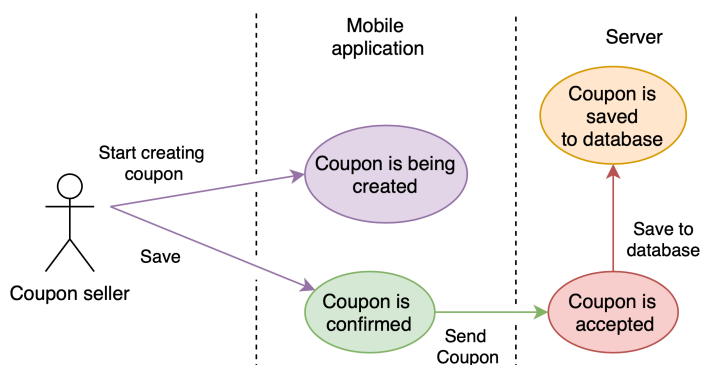 Mobile
application
Server
Coupon is
saved
to database
Start creating
coupon
Coupon is being
created
Save
Save to
database
Coupon seller
Coupon is
confirmed
Send
Coupon
Coupon is
accepted